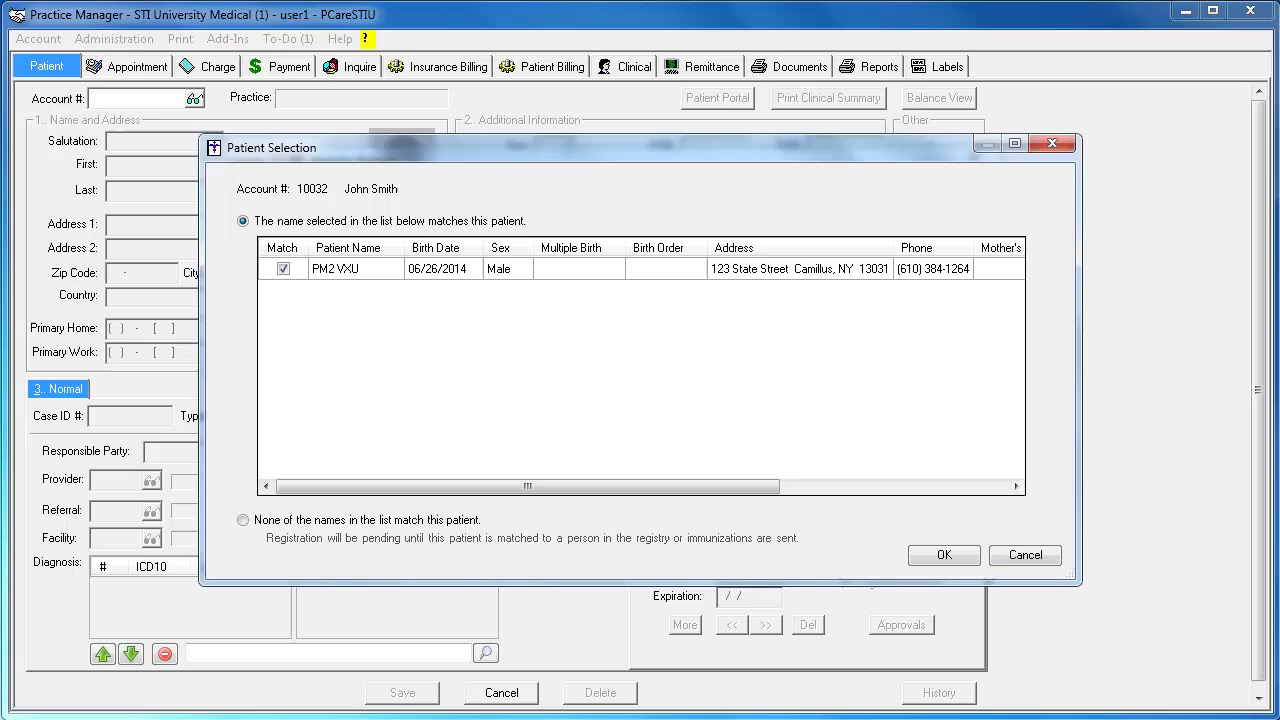 Practice Manager - STI University Medical (1) - user1 - PCareSTIU
Account Administration Print Add-Ins To-Do (1) Help ?
Patient Appointment Charge Payment Inquire Insurance Billing Patient Billing Clinical Remittance Documents Reports Labels
Account #: Practice: Patient Portal Print Clinical Summary Balance View
1. Name and Address 2. Additional Information Other
Salutation:
First:
Last:
Address 1:
Address 2:
Zip Code: - City
Country:
Primary Home: ( ) - [ ]
Primary Work: ( ) - [ ]
3. Normal
Case ID #: Typ
Responsible Party:
Provider:
Referral:
Facility:
Diagnosis: # ICD10
Patient Selection
Account #: 10032 John Smith
The name selected in the list below matches this patient.
Match Patient Name Birth Date Sex Multiple Birth Birth Order Address Phone Mother's
PM2 VXU 06/26/2014 Male 123 State Street Camillus, NY 13031 (610) 384-1264
None of the names in the list match this patient.
Registration will be pending until this patient is matched to a person in the registry or immunizations are sent.
OK Cancel
Expiration: / /
More << >> Del Approvals
Save Cancel Delete History